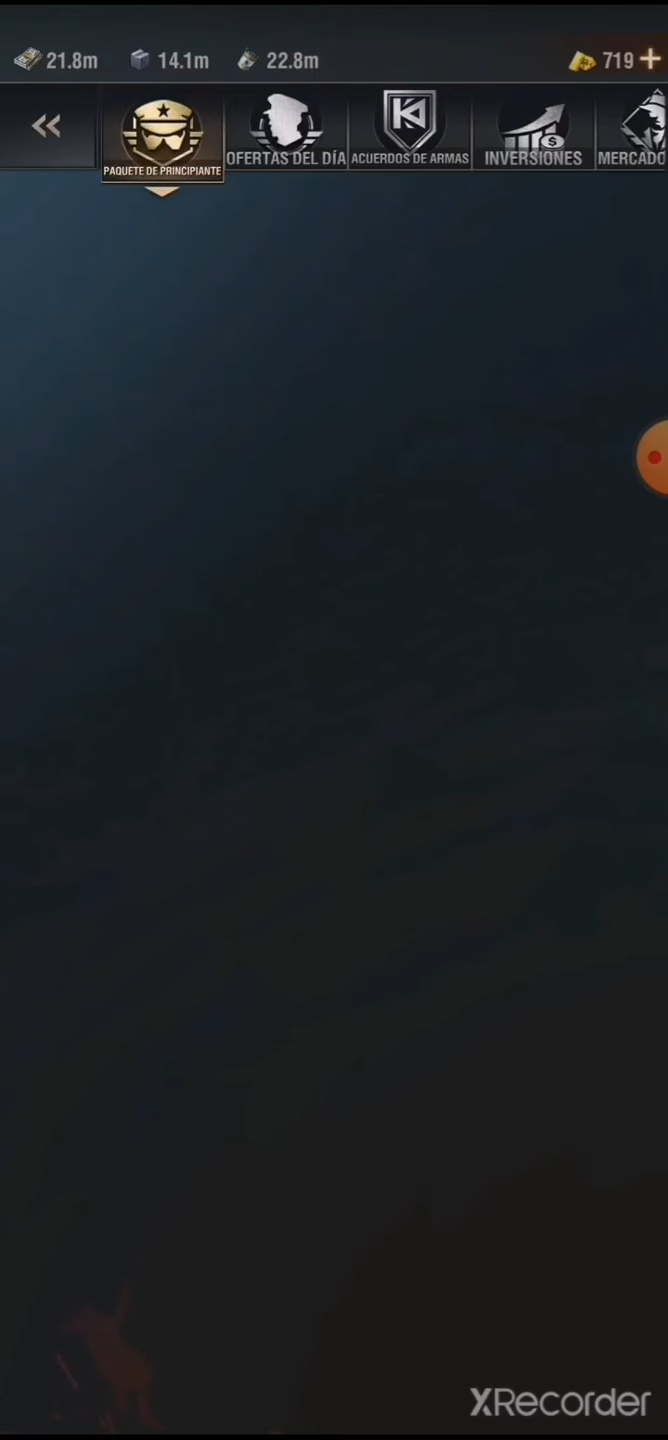 21.8m 14.1m 22.8m 719
PAQUETE DE PRINCIPIANTE OFERTAS DEL DÍA ACUERDOS DE ARMAS INVERSIONES MERCADO
XRecorder